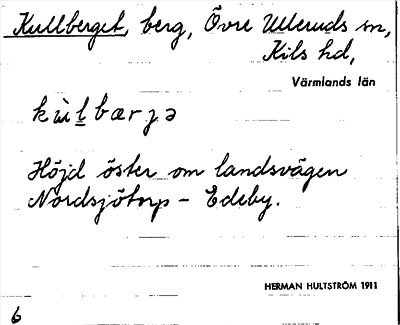 Kullberget, berg, Övre Ulleruds sn,
Kils hd,
Värmlands län
kùl̠bærjə
Höjd öster om landsvägen
Nordsjötorp - Edeby.
HERMAN HULTSTRÖM 1911
6